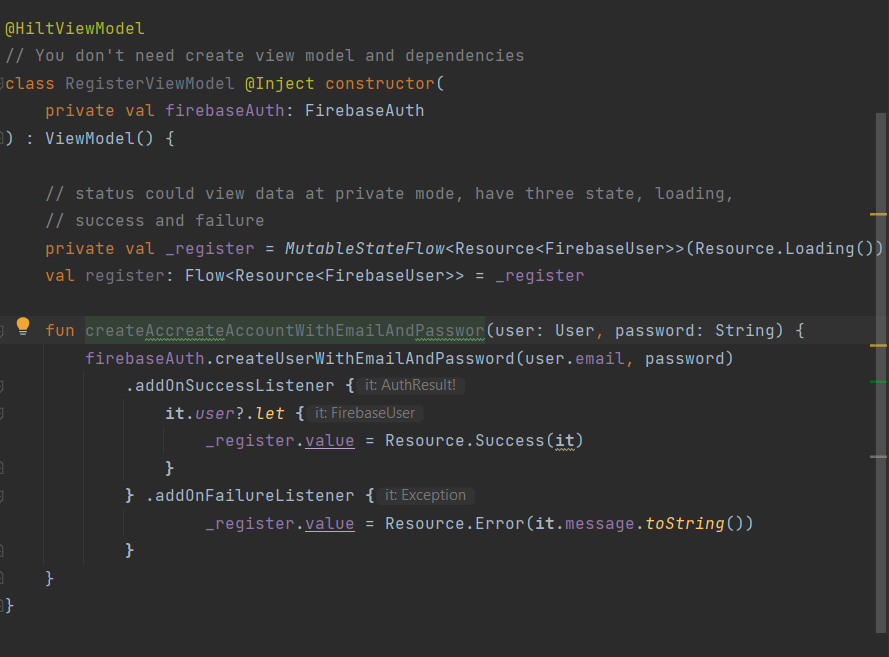 @HiltViewModel
// You don't need create view model and dependencies
class RegisterViewModel @Inject constructor(
    private val firebaseAuth: FirebaseAuth
) : ViewModel() {
    // status could view data at private mode, have three state, loading,
    // success and failure
    private val _register = MutableStateFlow<Resource<FirebaseUser>>(Resource.Loading())
    val register: Flow<Resource<FirebaseUser>> = _register
    fun createAccreateAccountWithEmailAndPasswor(user: User, password: String) {
        firebaseAuth.createUserWithEmailAndPassword(user.email, password)
            .addOnSuccessListener { it: AuthResult!
                it.user?.let { it: FirebaseUser
                    _register.value = Resource.Success(it)
                }
            } .addOnFailureListener { it: Exception
                    _register.value = Resource.Error(it.message.toString())
            }
    }
}